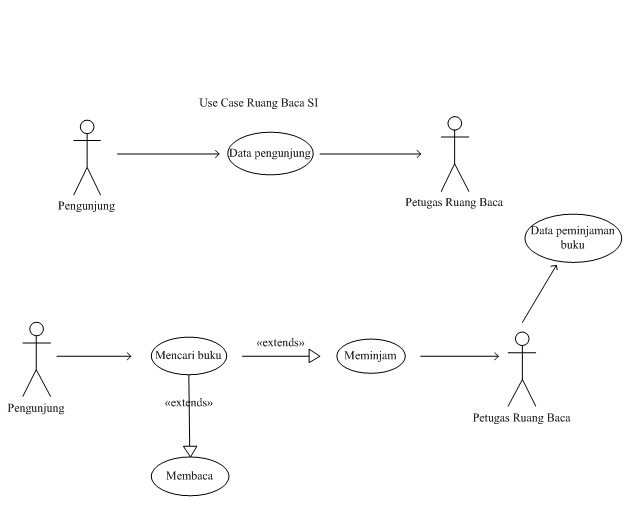 Use Case Ruang Baca SI
Data pengunjung
Pengunjung
Petugas Ruang Baca
Data peminjaman
buku
«extends»
Mencari buku
Meminjam
Pengunjung
«extends»
Petugas Ruang Baca
Membaca